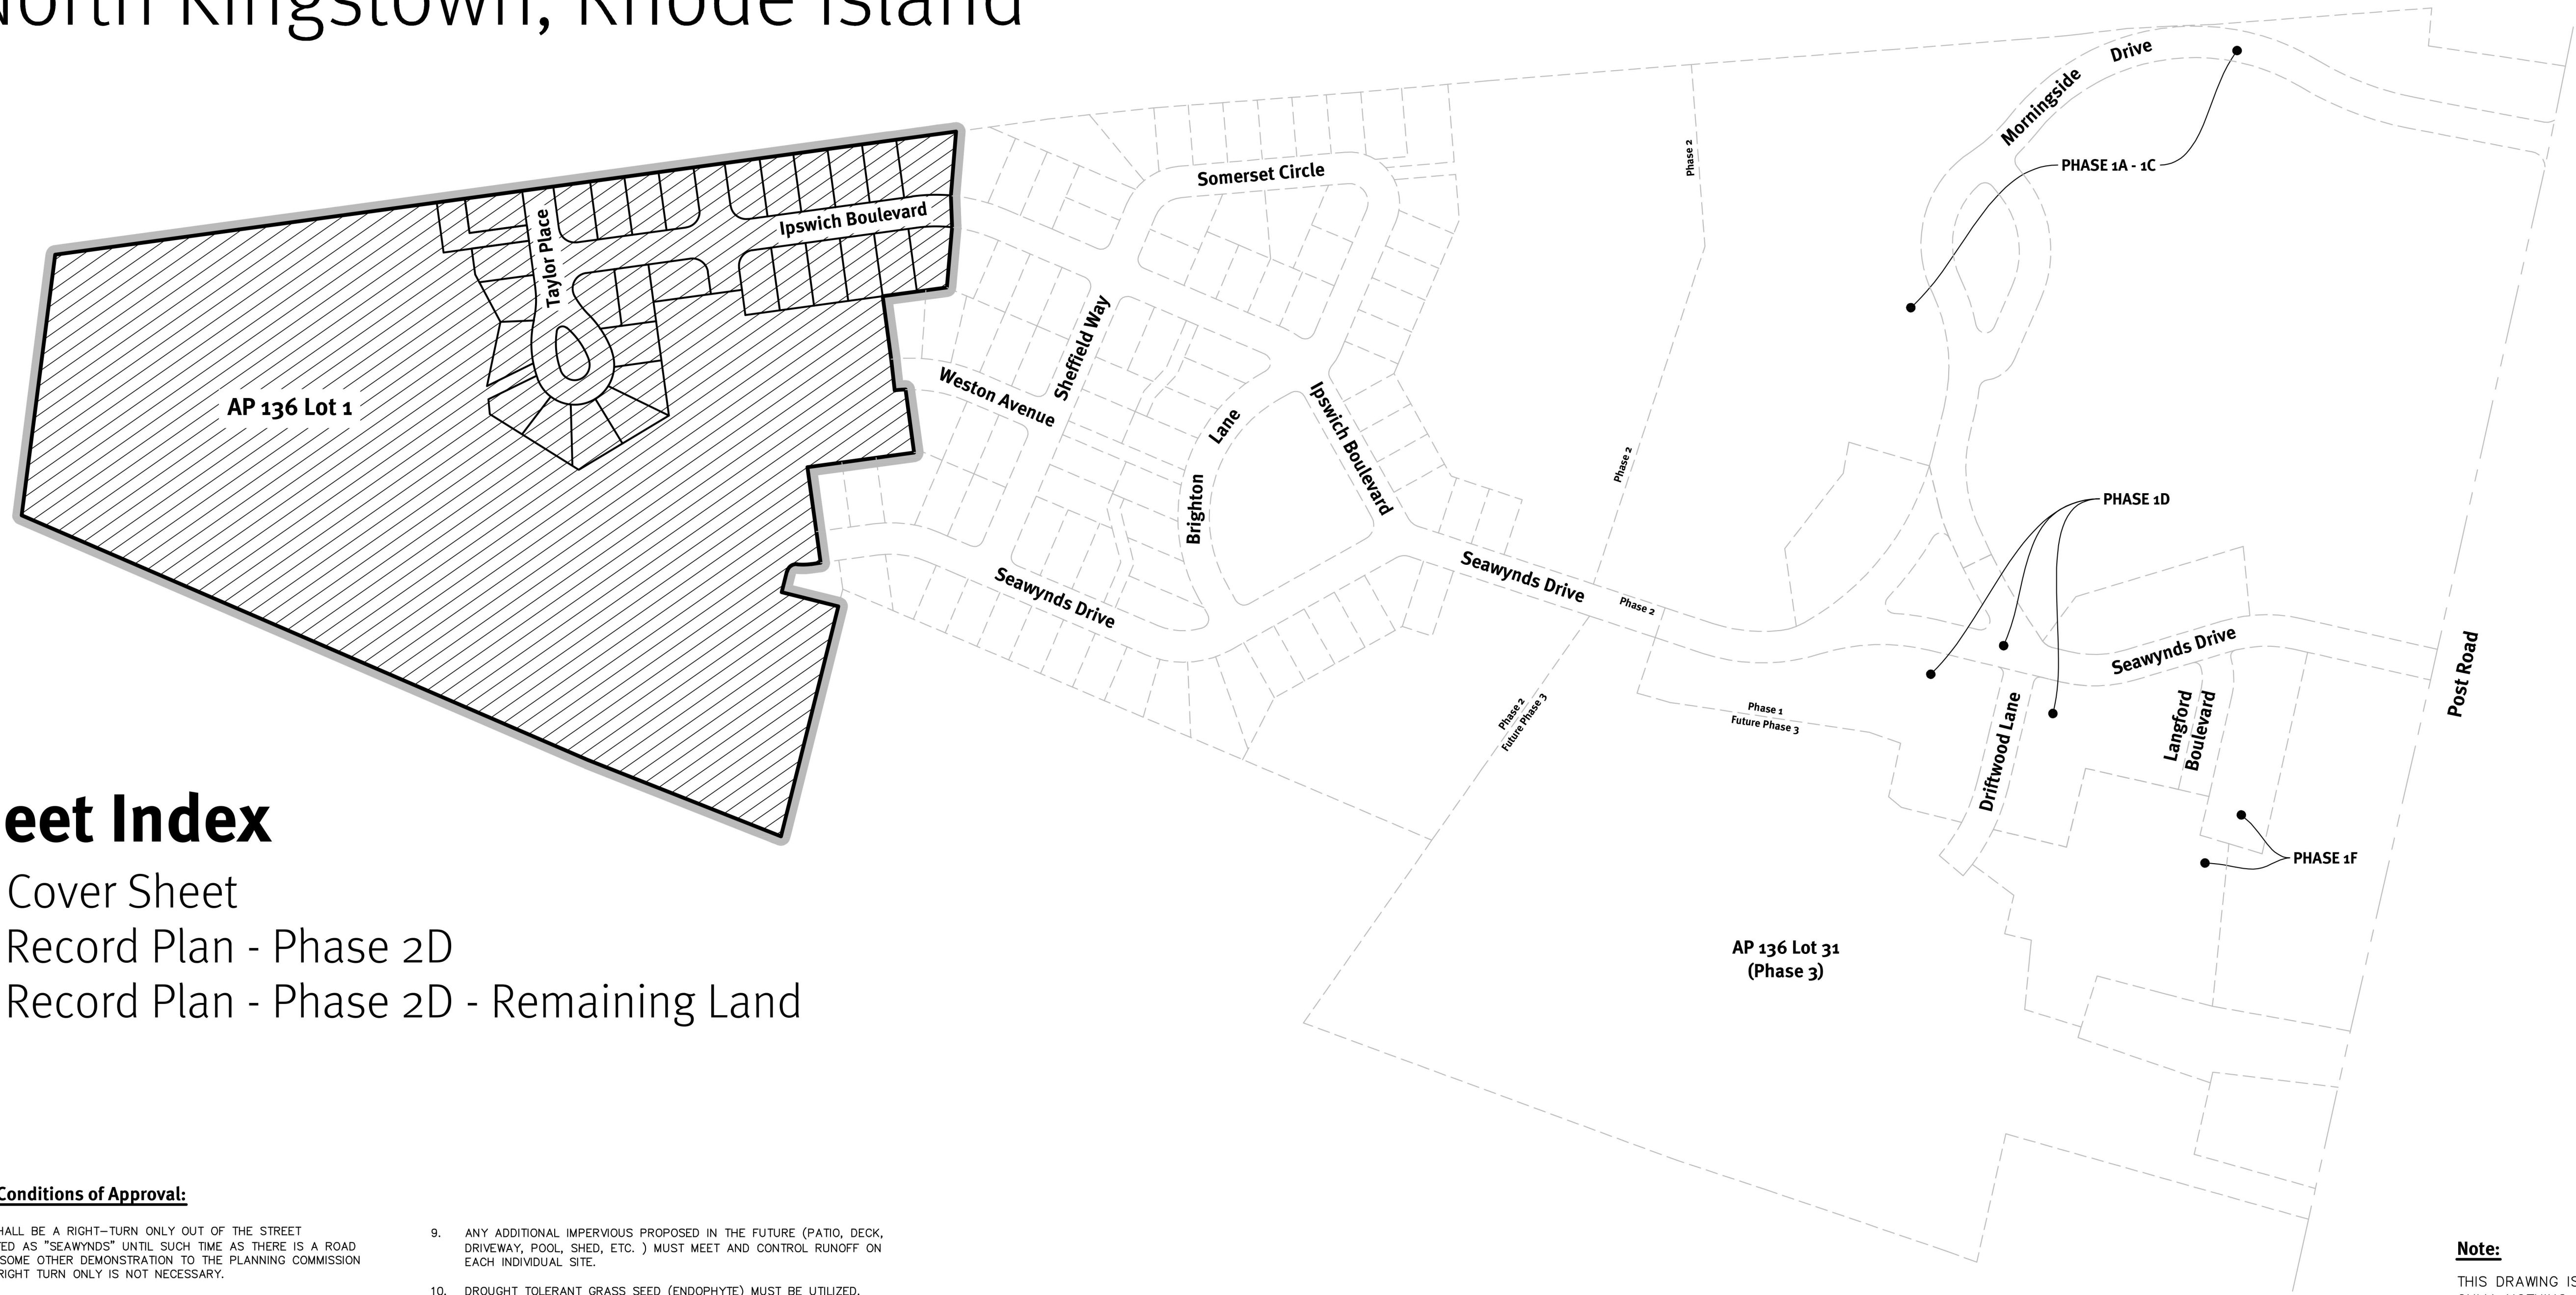 North Kingstown, Rhode Island
Drive
Morningside
PHASE 1A - 1C
Phase 2
Somerset Circle
Ipswich Boulevard
Taylor Place
AP 136 Lot 1
Sheffield Way
Weston Avenue
Lane
Brighton
Ipswich Boulevard
Phase 2
PHASE 1D
Seawynds Drive
Seawynds Drive
Phase 2
Seawynds Drive
Post Road
Phase 2
Future Phase 3
Phase 1
Future Phase 3
Driftwood Lane
Langford
Boulevard
PHASE 1F
AP 136 Lot 31
(Phase 3)
eet Index
Cover Sheet
Record Plan - Phase 2D
Record Plan - Phase 2D - Remaining Land
Conditions of Approval:
HALL BE A RIGHT-TURN ONLY OUT OF THE STREET
TED AS "SEAWYNDS" UNTIL SUCH TIME AS THERE IS A ROAD
SOME OTHER DEMONSTRATION TO THE PLANNING COMMISSION
RIGHT TURN ONLY IS NOT NECESSARY.
9. ANY ADDITIONAL IMPERVIOUS PROPOSED IN THE FUTURE (PATIO, DECK,
DRIVEWAY, POOL, SHED, ETC. ) MUST MEET AND CONTROL RUNOFF ON
EACH INDIVIDUAL SITE.
10. DROUGHT TOLERANT GRASS SEED (ENDOPHYTE) MUST BE UTILIZED.
Note:
THIS DRAWING IS